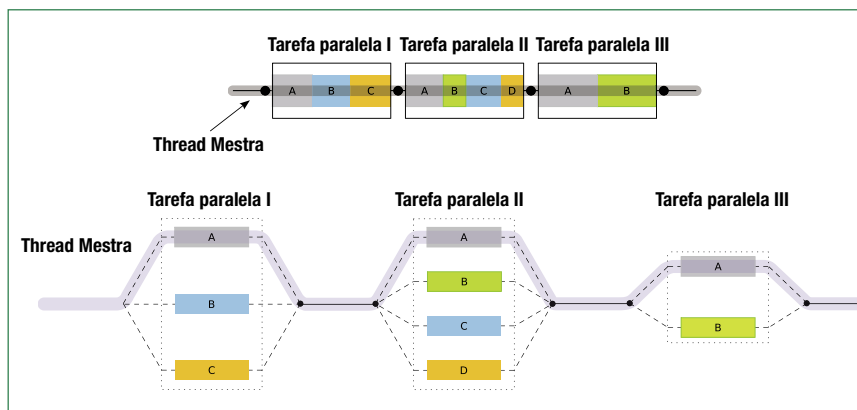 Tarefa paralela I Tarefa paralela II Tarefa paralela III
A B C A B C D A B
Thread Mestra
Tarefa paralela I Tarefa paralela II Tarefa paralela III
Thread Mestra
A A
A
B
B
C
B
C D